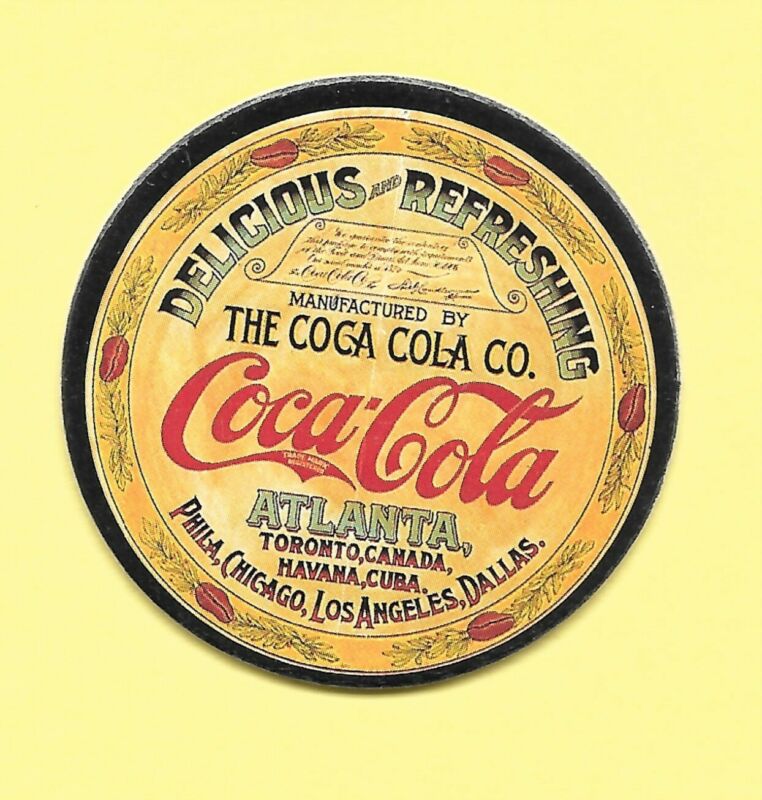 DELICIOUS AND REFRESHING
MANUFACTURED BY
THE COCA COLA CO.
Coca-Cola
TRADE MARK
REGISTERED
ATLANTA,
TORONTO, CANADA,
HAVANA, CUBA.
PHILA, CHICAGO, LOS ANGELES, DALLAS.